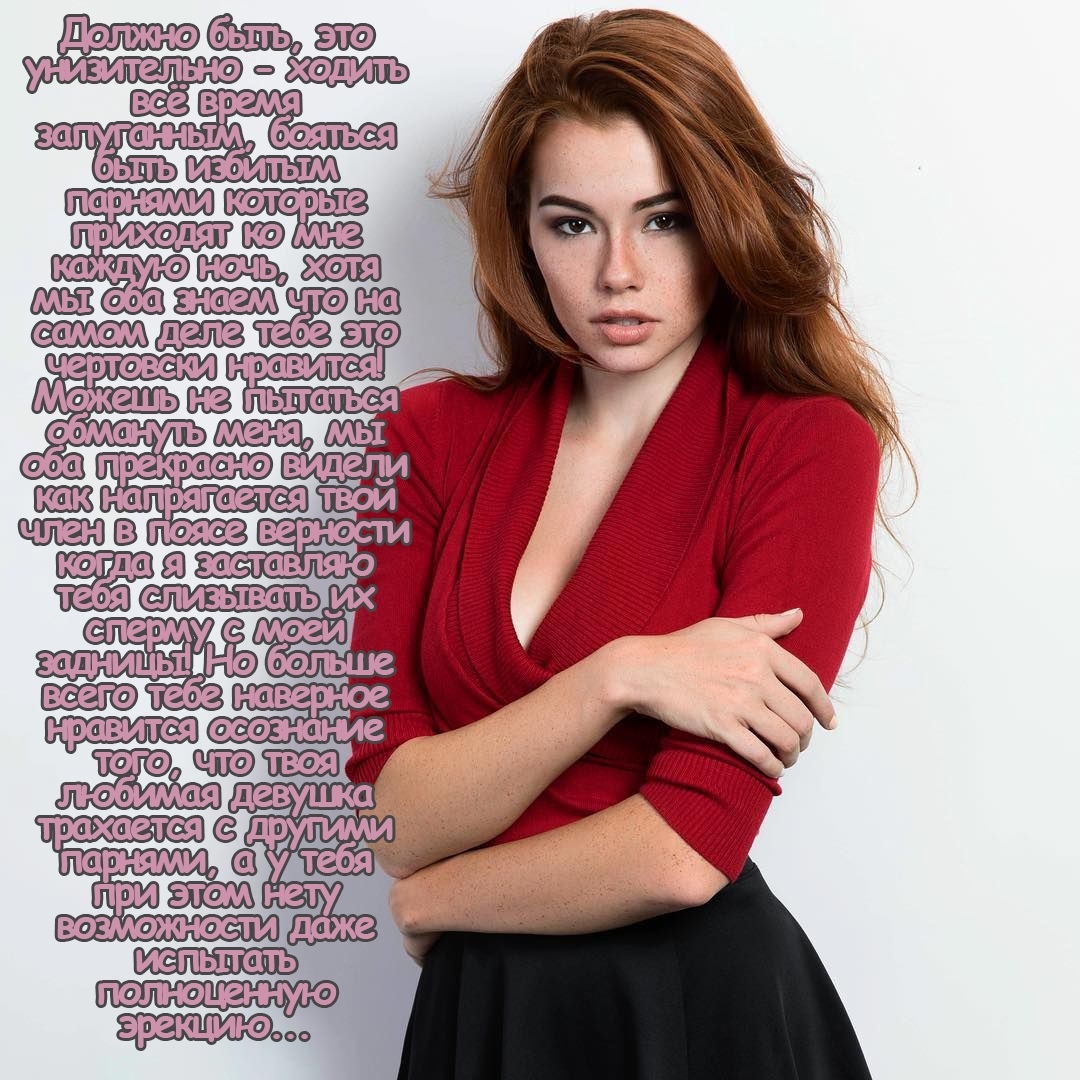 Должно быть, это
унизительно - ходить
всё время
запуганным, бояться
быть избитым
парнями которые
приходят ко мне
каждую ночь, хотя
мы оба знаем что на
самом деле тебе это
чертовски нравится!
Можешь не пытаться
обмануть меня, мы
оба прекрасно видели
как напрягается твой
член в поясе верности
когда я заставляю
тебя слизывать их
сперму с моей
задницы! Но больше
всего тебе наверное
нравится осознание
того, что твоя
любимая девушка
трахается с другими
парнями, а у тебя
при этом нету
возможности даже
испытать
полноценную
эрекцию...